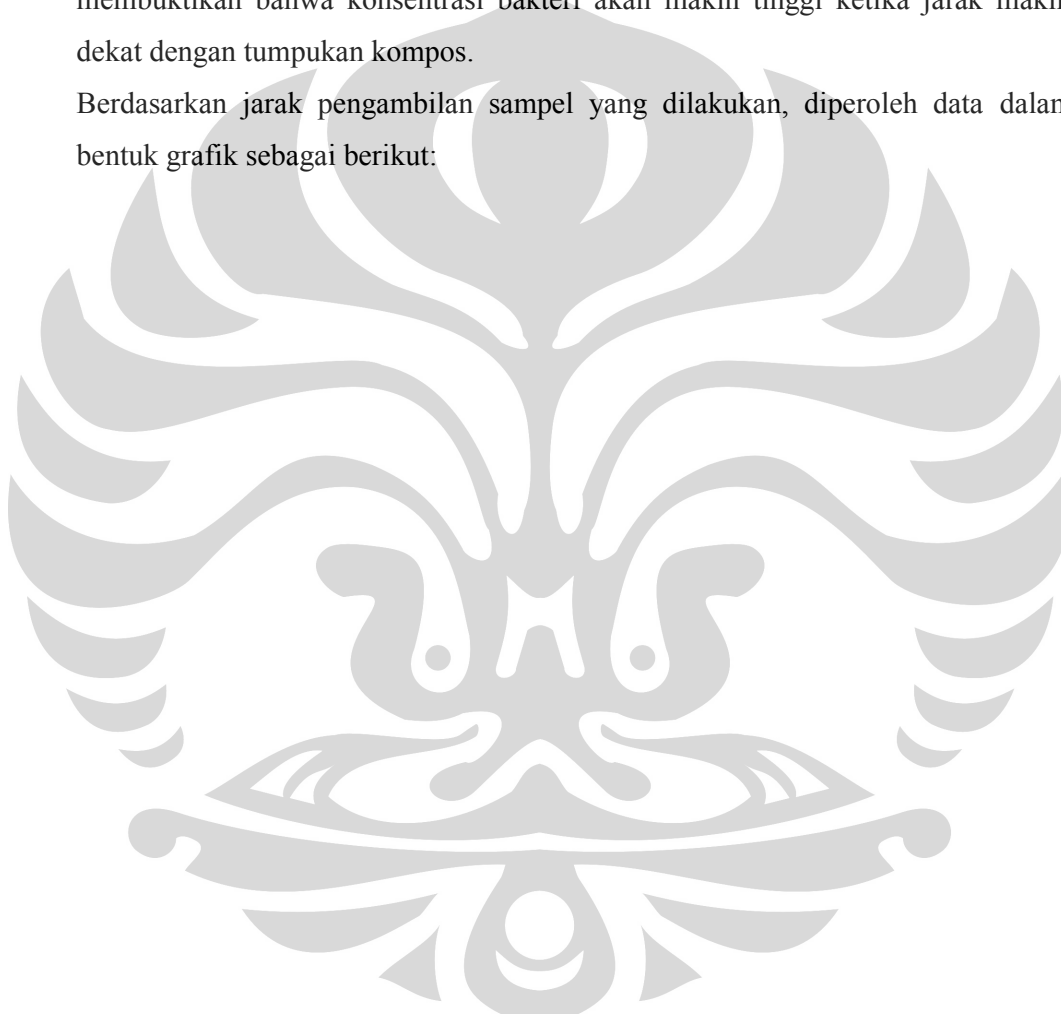 membuktikan bahwa konsentrasi bakteri akan makin tinggi ketika jarak makin
dekat dengan tumpukan kompos.
Berdasarkan jarak pengambilan sampel yang dilakukan, diperoleh data dalam
bentuk grafik sebagai berikut: